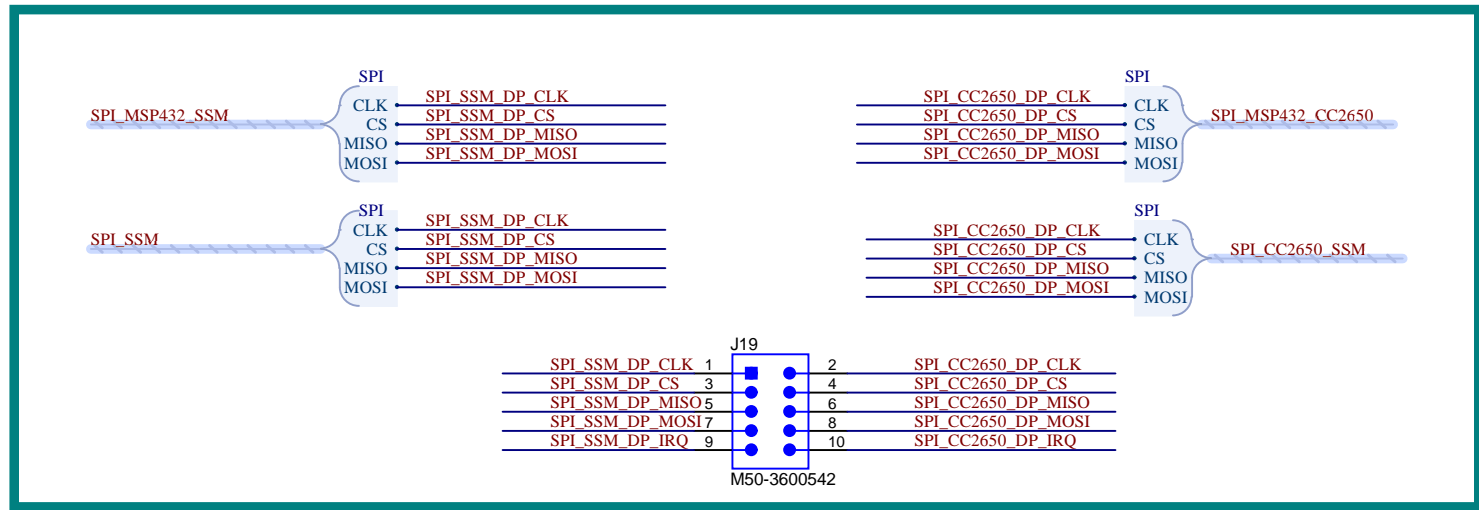 SPI
SPI
CLK SPI_SSM_DP_CLK
SPI_CC2650_DP_CLK CLK
SPI_MSP432_SSM CS SPI_SSM_DP_CS
SPI_CC2650_DP_CS CS SPI_MSP432_CC2650
MISO SPI_SSM_DP_MISO
SPI_CC2650_DP_MISO MISO
MOSI SPI_SSM_DP_MOSI
SPI_CC2650_DP_MOSI MOSI
SPI
SPI
CLK SPI_SSM_DP_CLK
SPI_CC2650_DP_CLK CLK
SPI_SSM CS SPI_SSM_DP_CS
SPI_CC2650_DP_CS CS SPI_CC2650_SSM
MISO SPI_SSM_DP_MISO
SPI_CC2650_DP_MISO MISO
MOSI SPI_SSM_DP_MOSI
SPI_CC2650_DP_MOSI MOSI
J19
SPI_SSM_DP_CLK 1 2 SPI_CC2650_DP_CLK
SPI_SSM_DP_CS 3 4 SPI_CC2650_DP_CS
SPI_SSM_DP_MISO 5 6 SPI_CC2650_DP_MISO
SPI_SSM_DP_MOSI 7 8 SPI_CC2650_DP_MOSI
SPI_SSM_DP_IRQ 9 10 SPI_CC2650_DP_IRQ
M50-3600542